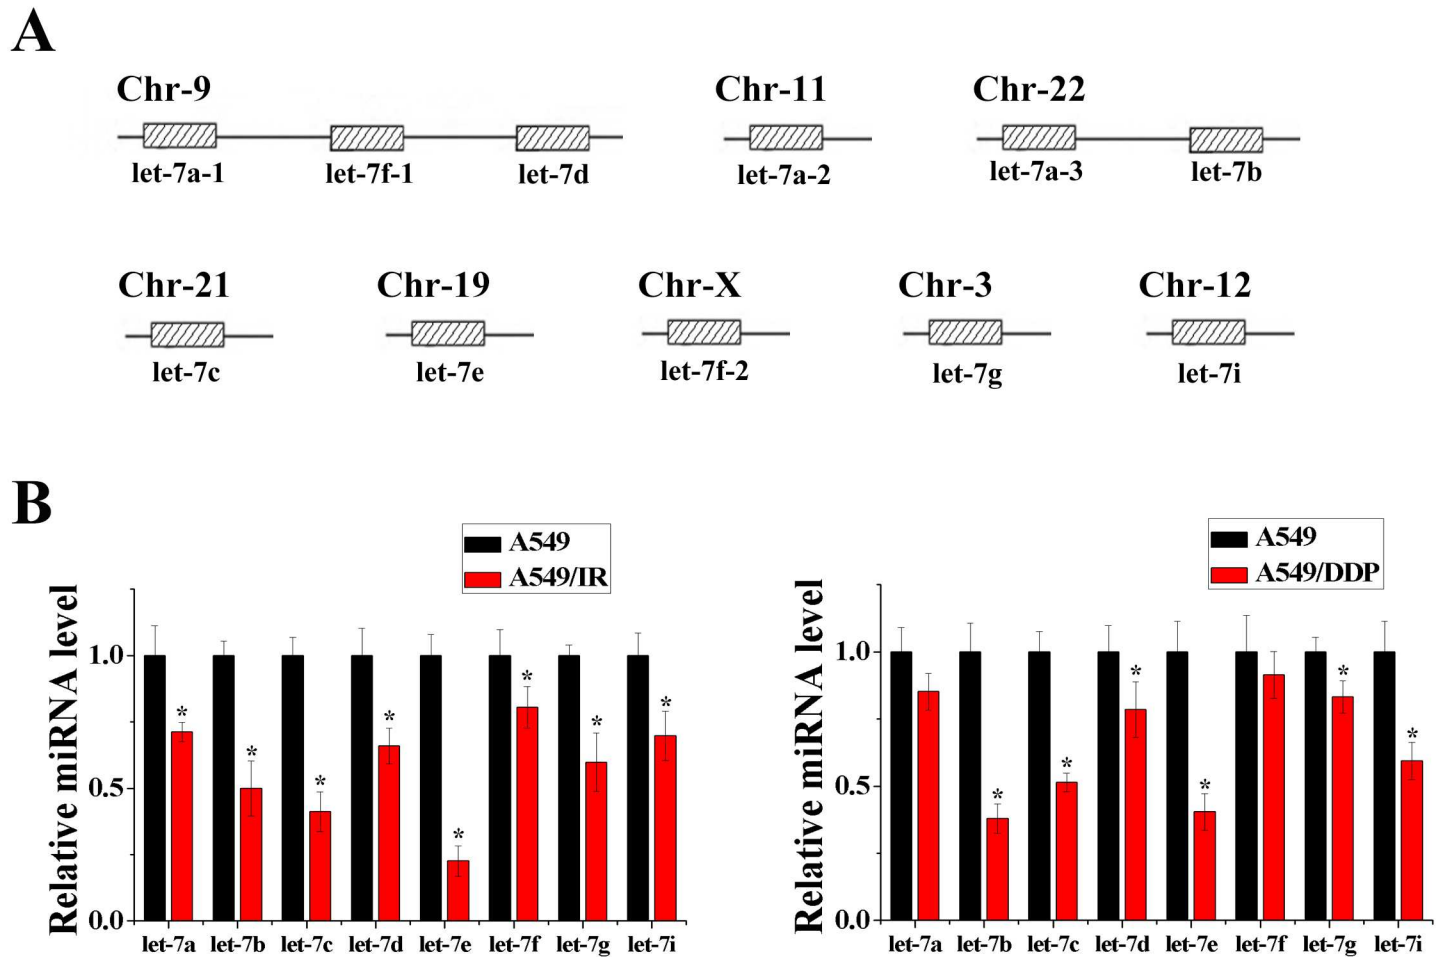 A
Chr-9 Chr-11 Chr-22
let-7a-1 let-7f-1 let-7d let-7a-2 let-7a-3 let-7b
Chr-21 Chr-19 Chr-X Chr-3 Chr-12
let-7c let-7e let-7f-2 let-7g let-7i
B
A549
A549/IR
Relative miRNA level
1.0
0.5
0.0
* * * * * * * *
let-7a let-7b let-7c let-7d let-7e let-7f let-7g let-7i
A549
A549/DDP
Relative miRNA level
1.0
0.5
0.0
* * * * * *
let-7a let-7b let-7c let-7d let-7e let-7f let-7g let-7i